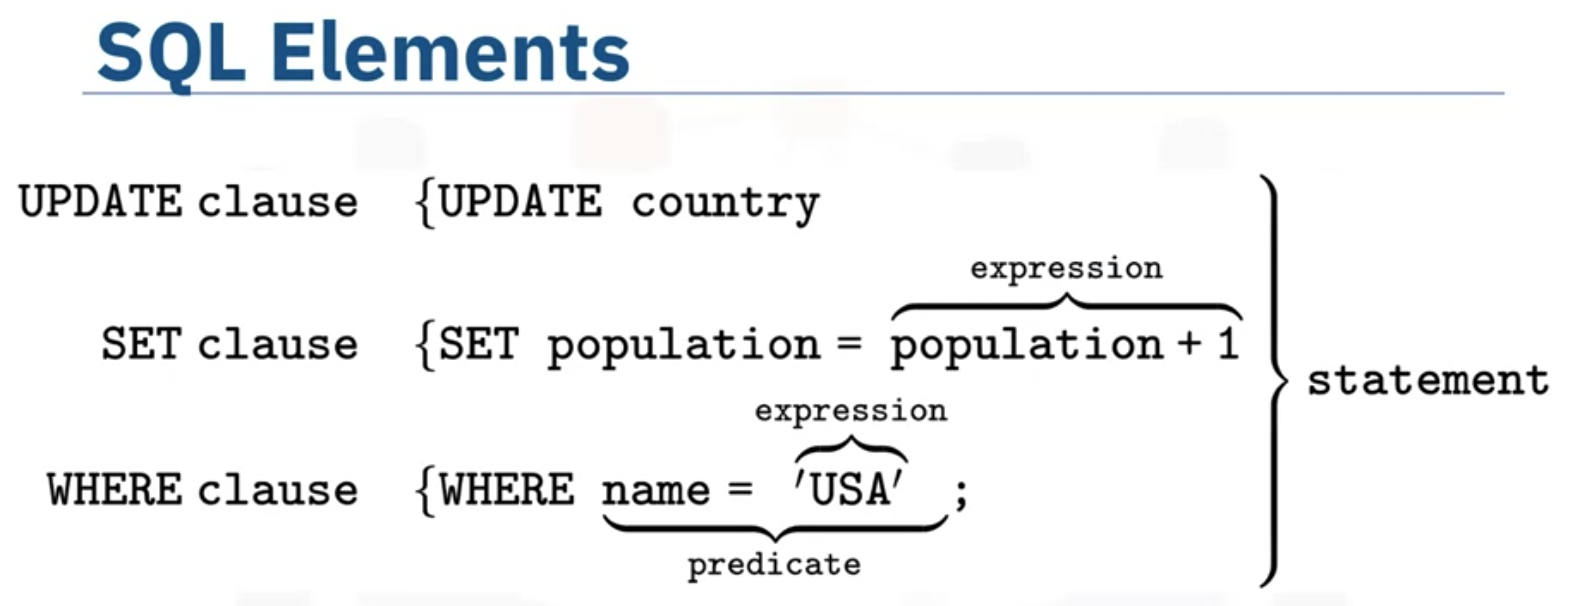 SQL Elements
UPDATE clause {UPDATE country
expression
SET clause {SET population = population + 1
statement
expression
WHERE clause {WHERE name = 'USA' ;
predicate